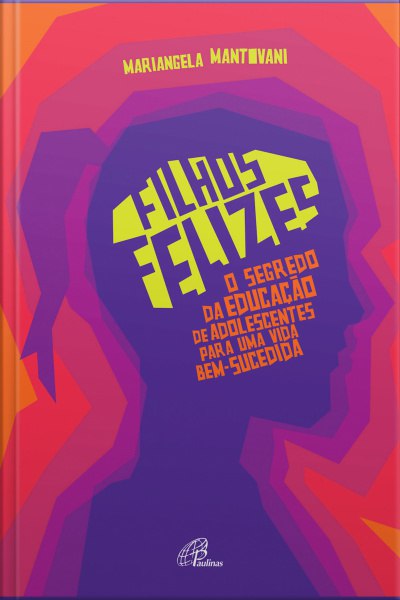 MARIANGELA MANTOVANI
FILHOS
FELIZES
O SEGREDO
DA EDUCAÇÃO
DE ADOLESCENTES
PARA UMA VIDA
BEM-SUCEDIDA
Paulinas